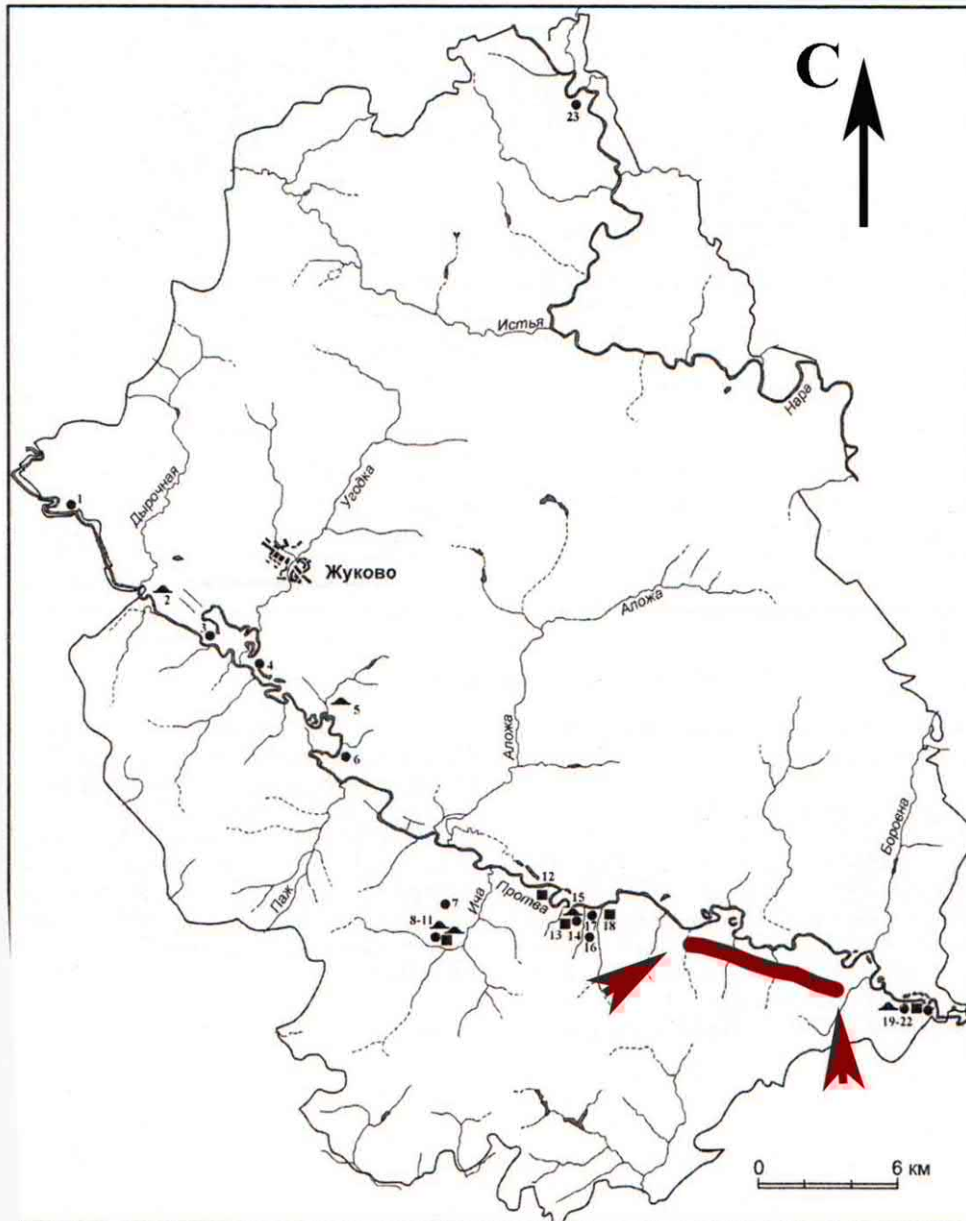 С
23
Истья
Нара
1
Дырочная
Угодка
Жуково
2
Аложа
3
4
5
Аложа
6
Боровна
Паж
Ича
Протва
12
7
15
8-11
13
14
17
18
16
19-22
0
6 км